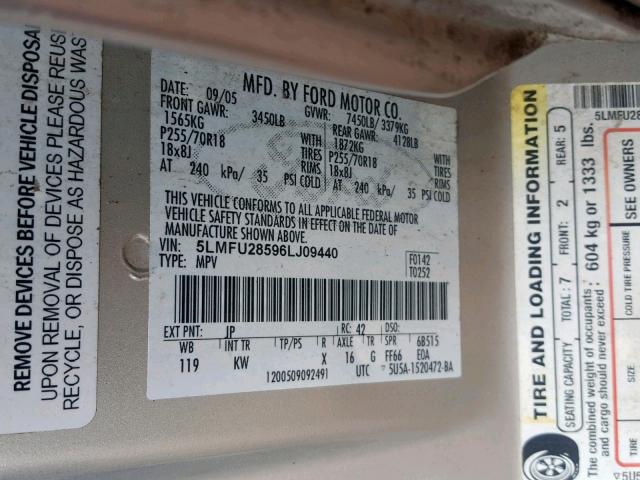 REMOVE DEVICES BEFORE VEHICLE DISPOSAL
UPON REMOVAL OF DEVICES PLEASE REUSE
RECYCLE, OR DISPOSE AS HAZARDOUS WAS
MFD. BY FORD MOTOR CO.
DATE: 09/05 GVWR: 7450LB/ 3379KG
FRONT GAWR: 3450LB REAR GAWR: 4128LB
1565KG 1872KG
P255/70R18 TIRES P255/70R18 TIRES
18x8J RIMS 18x8J RIMS
AT 240 kPa/ 35 PSI COLD AT 240 kPa/ 35 PSI COLD
THIS VEHICLE CONFORMS TO ALL APPLICABLE FEDERAL MOTOR
VEHICLE SAFETY STANDARDS IN EFFECT ON THE DATE OF
MANUFACTURE SHOWN ABOVE.
VIN: 5LMFU28596LJ09440
TYPE: MPV
F0142
T0252
EXT PNT: JP RC: 42 DSO:
WB INT TR TP/PS R AXLE TR SPR 6B515
119 KW X 16 G FF66 E0A
1200509092491 UTC ▽5U5A-1520472-BA
TIRE AND LOADING INFORMATION
SEATING CAPACITY TOTAL: 7 FRONT: 2 REAR: 5
The combined weight of occupants
and cargo should never exceed: 604 kg or 1333 lbs.
5LMFU28
SEE OWNERS
COLD TIRE PRESSURE
SIZE
TIRE
▽5U5